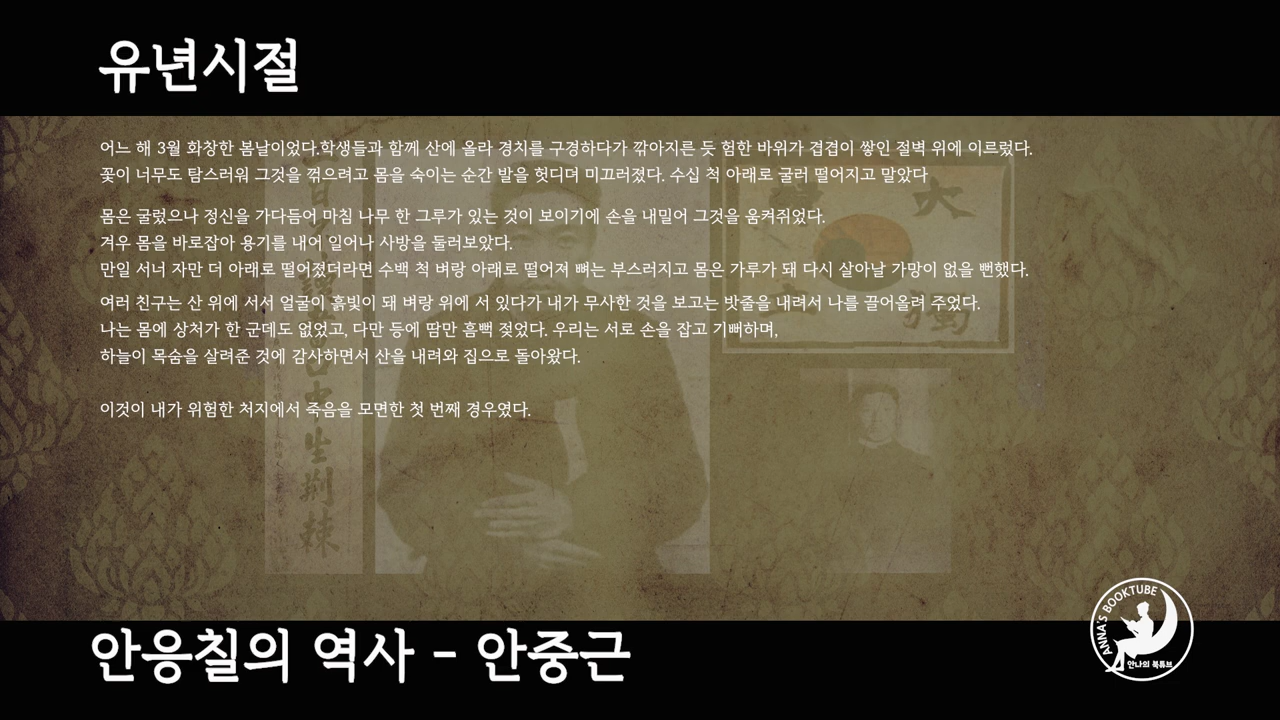 유년시절
어느 해 3월 화창한 봄날이었다.학생들과 함께 산에 올라 경치를 구경하다가 깎아지른 듯 험한 바위가 겹겹이 쌓인 절벽 위에 이르렀다.
꽃이 너무도 탐스러워 그것을 꺾으려고 몸을 숙이는 순간 발을 헛디뎌 미끄러졌다. 수십 척 아래로 굴러 떨어지고 말았다
몸은 굴렀으나 정신을 가다듬어 마침 나무 한 그루가 있는 것이 보이기에 손을 내밀어 그것을 움켜쥐었다.
겨우 몸을 바로잡아 용기를 내어 일어나 사방을 둘러보았다.
만일 서너 자만 더 아래로 떨어졌더라면 수백 척 벼랑 아래로 떨어져 뼈는 부스러지고 몸은 가루가 돼 다시 살아날 가망이 없을 뻔했다.
여러 친구는 산 위에 서서 얼굴이 흙빛이 돼 벼랑 위에 서 있다가 내가 무사한 것을 보고는 밧줄을 내려서 나를 끌어올려 주었다.
나는 몸에 상처가 한 군데도 없었고, 다만 등에 땀만 흠뻑 젖었다. 우리는 서로 손을 잡고 기뻐하며,
하늘이 목숨을 살려준 것에 감사하면서 산을 내려와 집으로 돌아왔다.
이것이 내가 위험한 처지에서 죽음을 모면한 첫 번째 경우였다.
大
中
生
荊
棘
안응칠의 역사 - 안중근
ANNA'S BOOKTUBE
안나의 북튜브